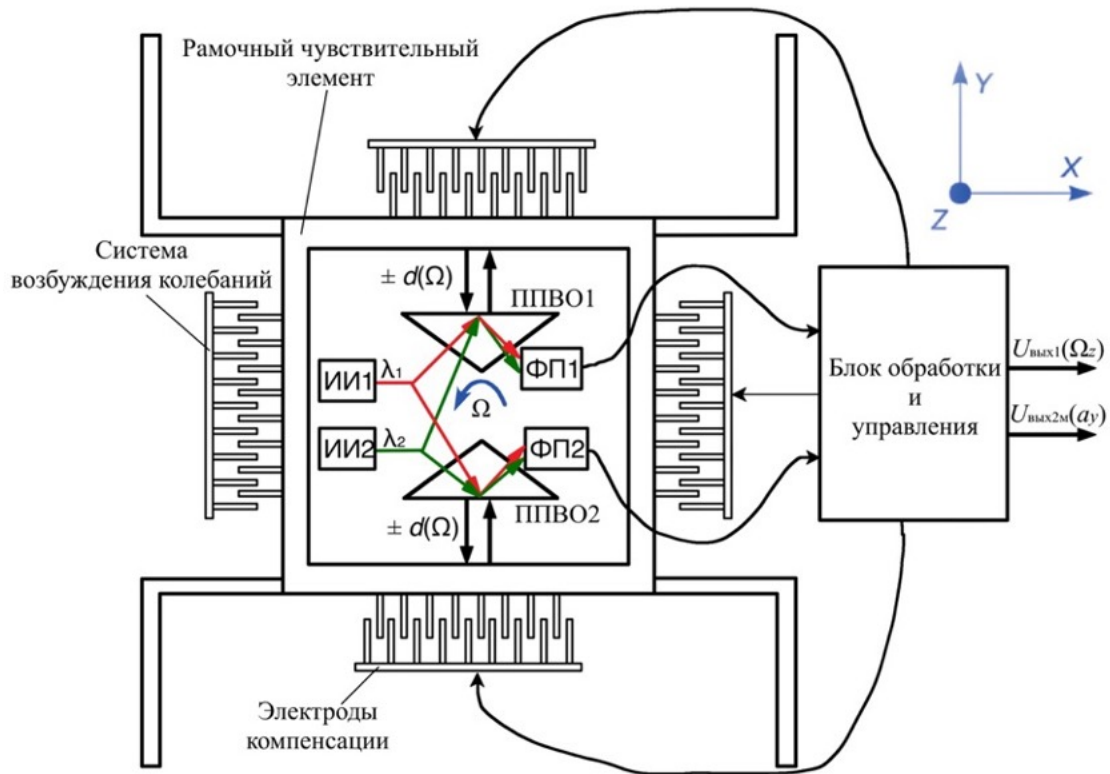 Рамочный чувствительный
элемент
Y
X
Z
Система
возбуждения колебаний
± d(Ω)
ППВО1
ИИ1
λ1
ФП1
Ω
ИИ2
λ2
ФП2
ППВО2
± d(Ω)
Блок обработки
и
управления
Uвых1(Ωz)
Uвых2м(ay)
Электроды
компенсации